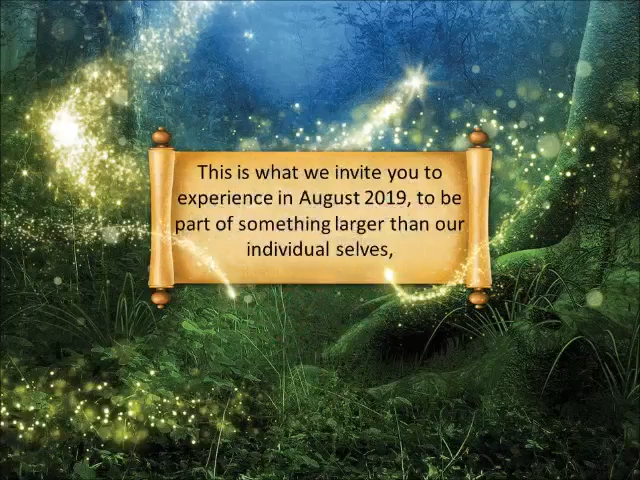 This is what we invite you to
experience in August 2019, to be
part of something larger than our
individual selves,